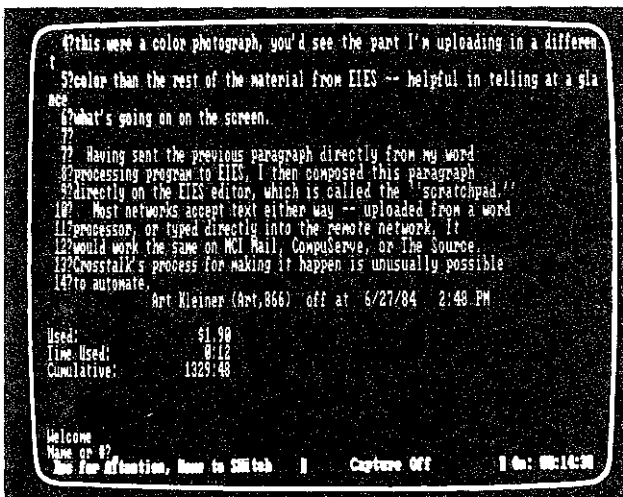 4?this were a color photograph, you'd see the part I'm uploading in a differen
t
5?color than the rest of the material from EIES -- helpful in telling at a gla
nce
6?what's going on on the screen.
7?
7?  Having sent the previous paragraph directly from my word
8?processing program to EIES, I then composed this paragraph
9?directly on the EIES editor, which is called the ''scratchpad.''
10?  Most networks accept text either way -- uploaded from a word
11?processor, or typed directly into the remote network. It
12?would work the same on MCI Mail, CompuServe, or The Source.
13?Crosstalk's process for making it happen is unusually possible
14?to automate.
Art Kleiner (Art,866)  off at  6/27/84   2:48 PM
Used: $1.90
Time Used: 0:12
Cumulative: 1329:48
Welcome
Name or #?
for Attention, Home to SWitch | Capture Off | On: